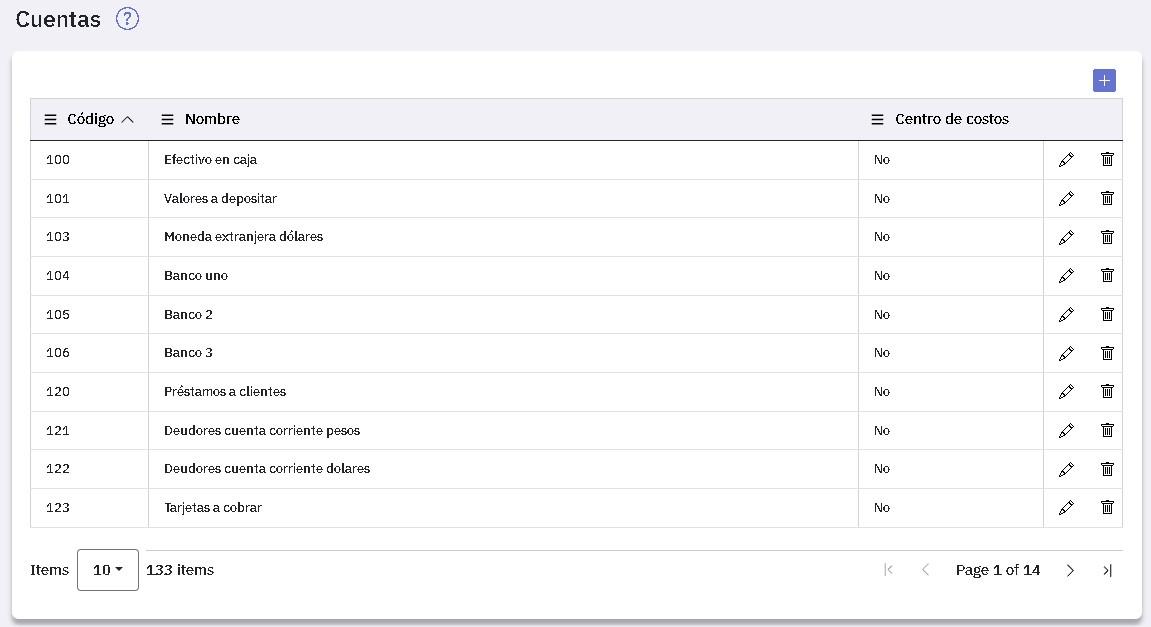 Cuentas ?
Código Nombre Centro de costos
100 Efectivo en caja No
101 Valores a depositar No
103 Moneda extranjera dólares No
104 Banco uno No
105 Banco 2 No
106 Banco 3 No
120 Préstamos a clientes No
121 Deudores cuenta corriente pesos No
122 Deudores cuenta corriente dolares No
123 Tarjetas a cobrar No
Items 10 133 items Page 1 of 14